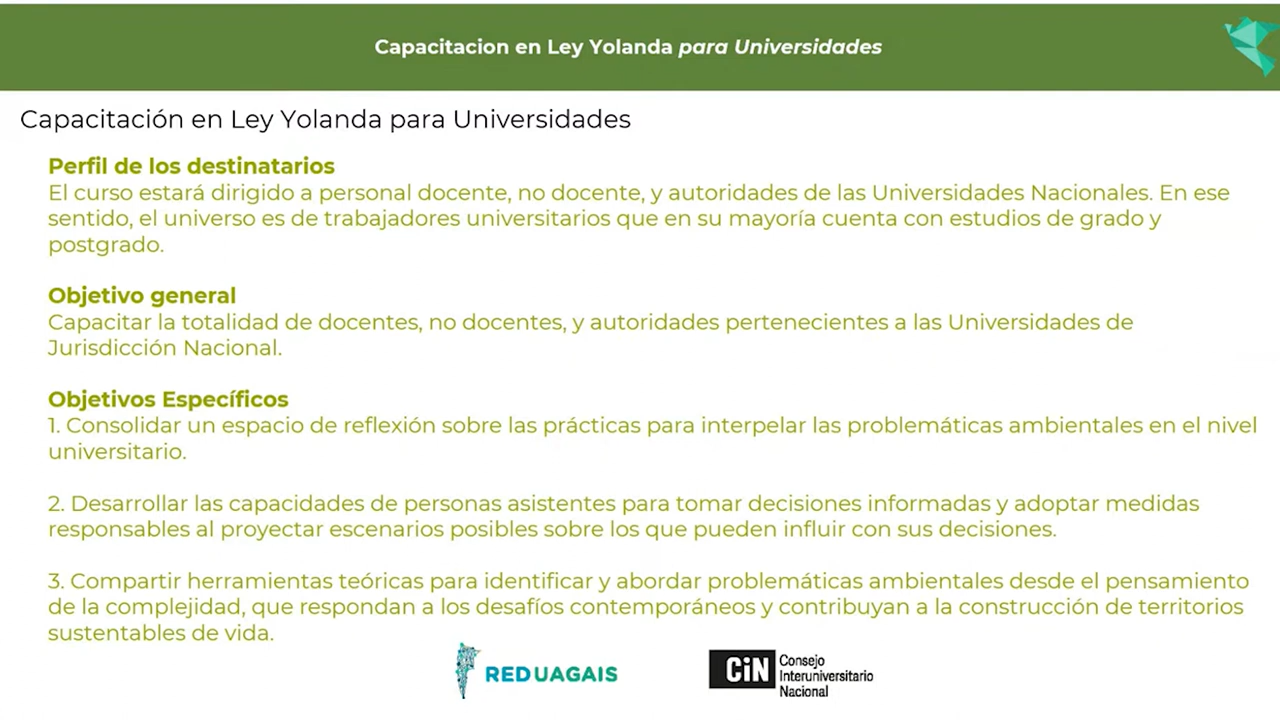 Capacitacion en Ley Yolanda para Universidades
Capacitación en Ley Yolanda para Universidades
Perfil de los destinatarios
El curso estará dirigido a personal docente, no docente, y autoridades de las Universidades Nacionales. En ese
sentido, el universo es de trabajadores universitarios que en su mayoría cuenta con estudios de grado y
postgrado.
Objetivo general
Capacitar la totalidad de docentes, no docentes, y autoridades pertenecientes a las Universidades de
Jurisdicción Nacional.
Objetivos Específicos
1. Consolidar un espacio de reflexión sobre las prácticas para interpelar las problemáticas ambientales en el nivel
universitario.
2. Desarrollar las capacidades de personas asistentes para tomar decisiones informadas y adoptar medidas
responsables al proyectar escenarios posibles sobre los que pueden influir con sus decisiones.
3. Compartir herramientas teóricas para identificar y abordar problemáticas ambientales desde el pensamiento
de la complejidad, que respondan a los desafíos contemporáneos y contribuyan a la construcción de territorios
sustentables de vida.
RED UAGAIS
CiN
Consejo
Interuniversitario
Nacional